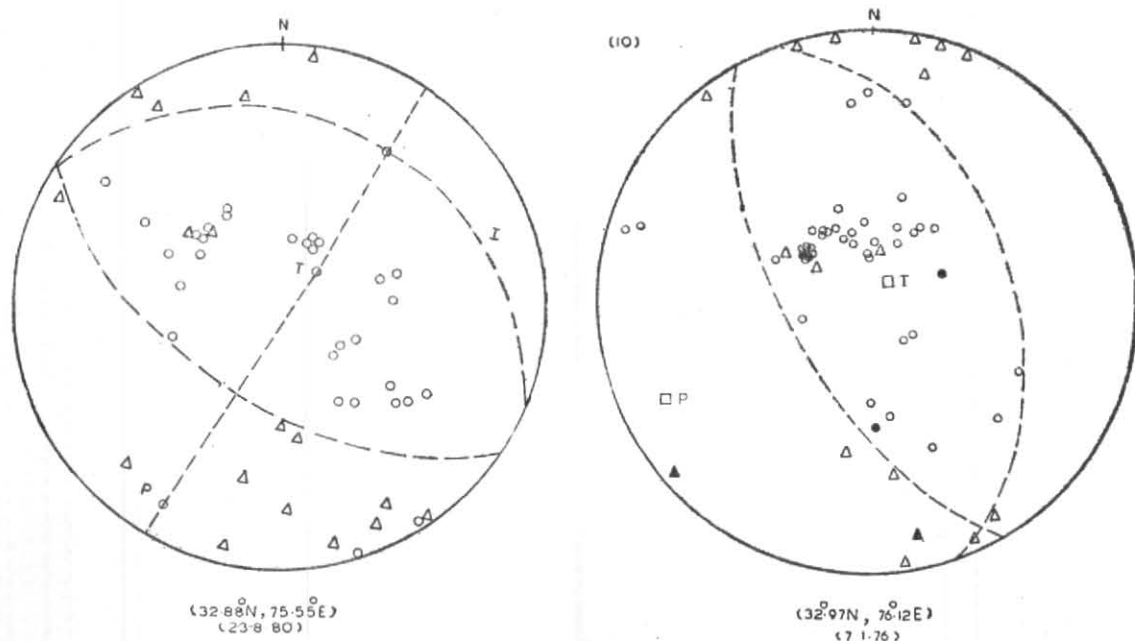 N
I
T
P
(32.88N, 75.55E)
(23.8 80)
(10)
N
T
P
(32.97N, 76.12E)
(7 1.76)